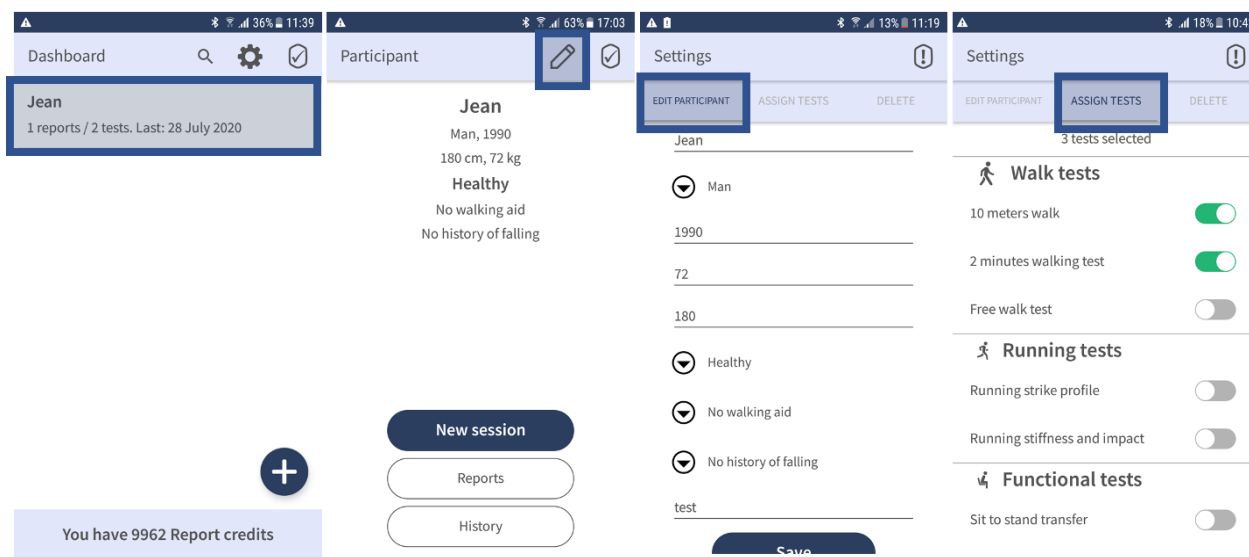 36% 11:39
Dashboard
Jean
1 reports / 2 tests. Last: 28 July 2020
You have 9962 Report credits
63% 17:03
Participant
Jean
Man, 1990
180 cm, 72 kg
Healthy
No walking aid
No history of falling
New session
Reports
History
13% 11:19
Settings
EDIT PARTICIPANT ASSIGN TESTS DELETE
Jean
Man
1990
72
180
Healthy
No walking aid
No history of falling
test
Save
18% 10:4
Settings
EDIT PARTICIPANT ASSIGN TESTS DELETE
3 tests selected
Walk tests
10 meters walk
2 minutes walking test
Free walk test
Running tests
Running strike profile
Running stiffness and impact
Functional tests
Sit to stand transfer